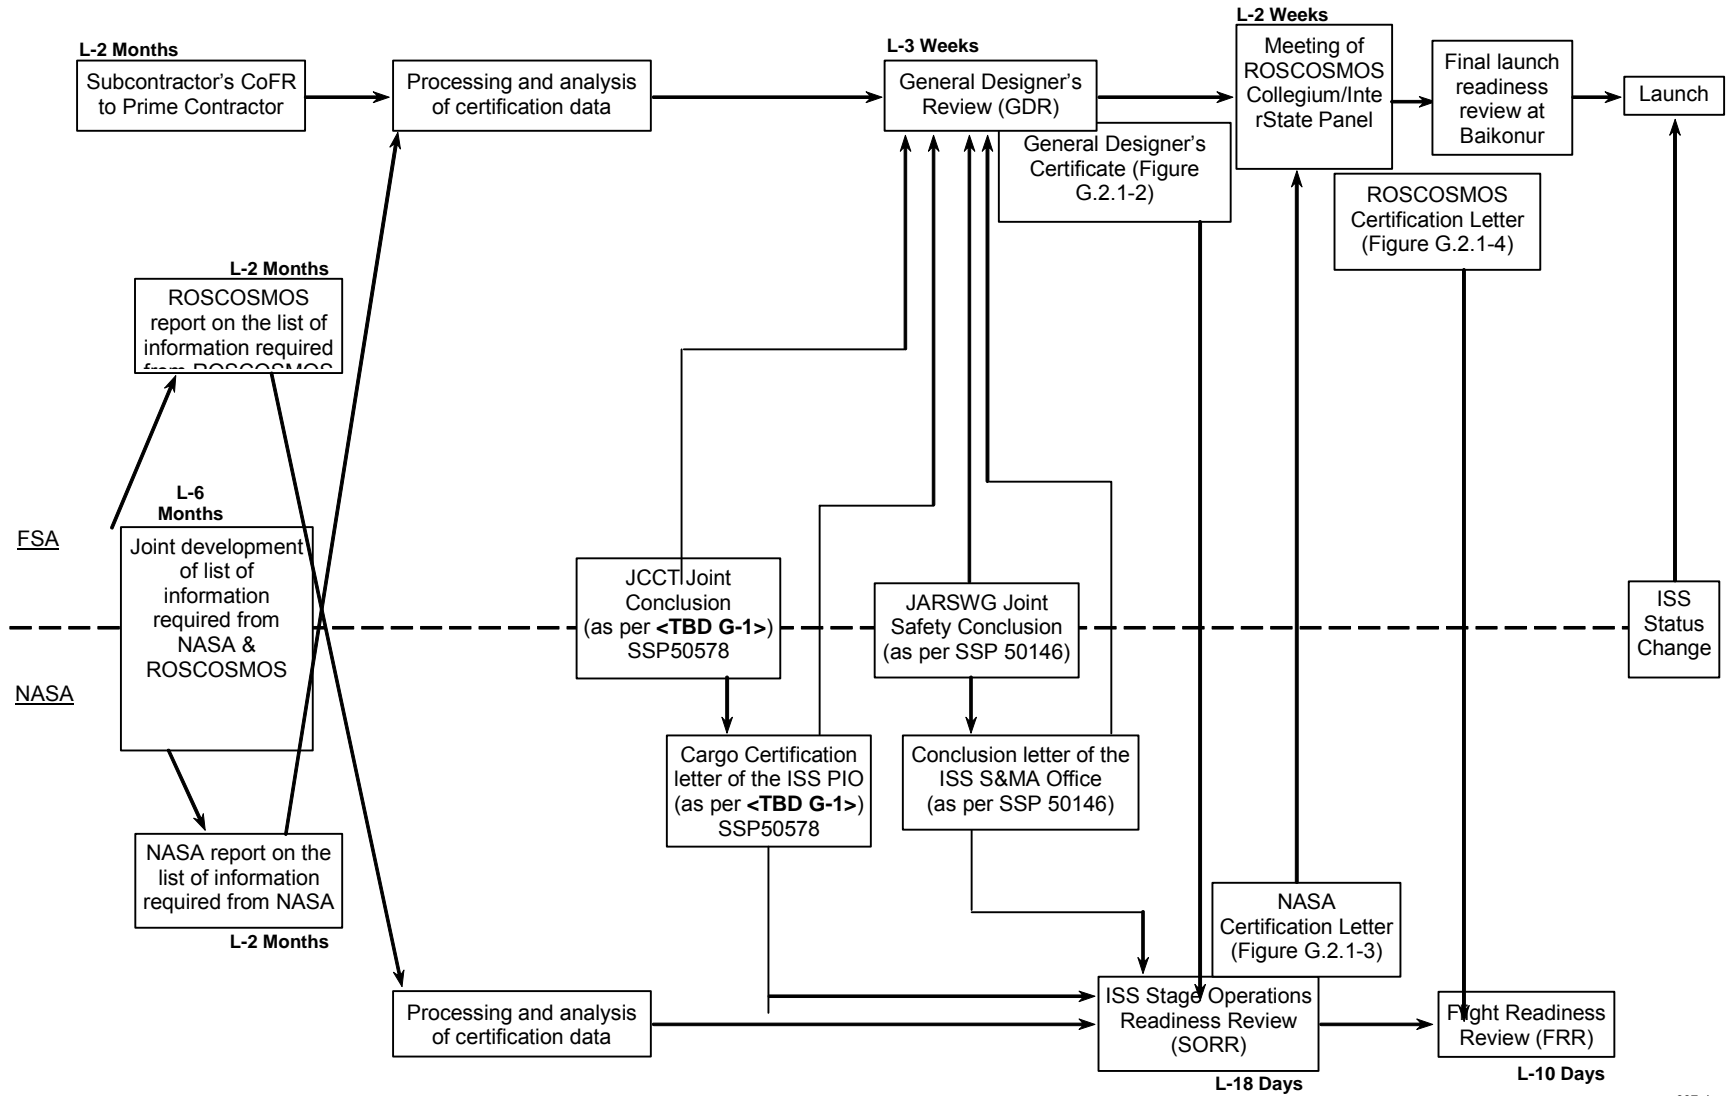 L-2 Months
Subcontractor's CoFR
to Prime Contractor
Processing and analysis
of certification data
L-3 Weeks
General Designer's
Review (GDR)
General Designer's
Certificate (Figure
G.2.1-2)
L-2 Weeks
Meeting of
ROSCOSMOS
Collegium/Inte
rState Panel
Final launch
readiness
review at
Baikonur
Launch
ROSCOSMOS
Certification Letter
(Figure G.2.1-4)
L-2 Months
ROSCOSMOS
report on the list of
information required
from ROSCOSMOS
L-6
Months
FSA
Joint development
of list of
information
required from
NASA &
ROSCOSMOS
NASA
JCCT Joint
Conclusion
(as per <TBD G-1>)
SSP50578
JARSWG Joint
Safety Conclusion
(as per SSP 50146)
ISS
Status
Change
Cargo Certification
letter of the ISS PIO
(as per <TBD G-1>)
SSP50578
Conclusion letter of the
ISS S&MA Office
(as per SSP 50146)
NASA report on the
list of information
required from NASA
L-2 Months
NASA
Certification Letter
(Figure G.2.1-3)
Processing and analysis
of certification data
ISS Stage Operations
Readiness Review
(SORR)
L-18 Days
Flight Readiness
Review (FRR)
L-10 Days